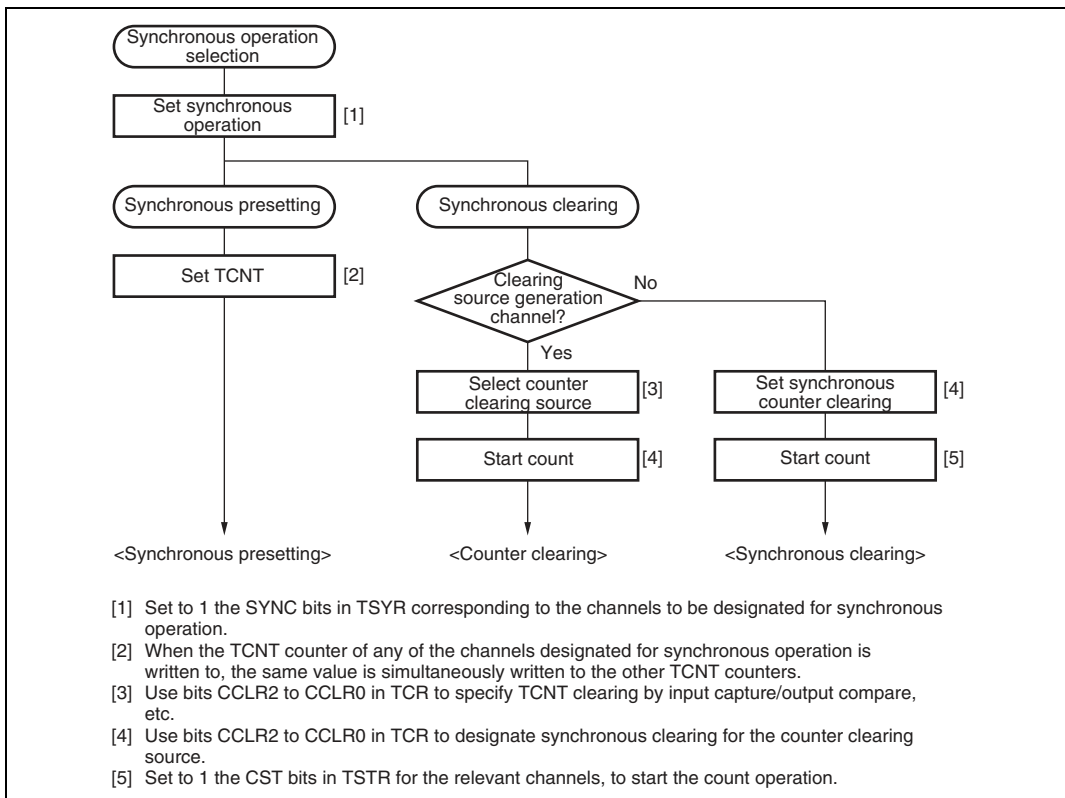 Synchronous operation
selection
Set synchronous
operation
[1]
Synchronous presetting
Synchronous clearing
Set TCNT
[2]
Clearing
source generation
channel?
No
Yes
Select counter
clearing source
[3]
Set synchronous
counter clearing
[4]
Start count
[4]
Start count
[5]
<Synchronous presetting>
<Counter clearing>
<Synchronous clearing>
[1] Set to 1 the SYNC bits in TSYR corresponding to the channels to be designated for synchronous
operation.
[2] When the TCNT counter of any of the channels designated for synchronous operation is
written to, the same value is simultaneously written to the other TCNT counters.
[3] Use bits CCLR2 to CCLR0 in TCR to specify TCNT clearing by input capture/output compare,
etc.
[4] Use bits CCLR2 to CCLR0 in TCR to designate synchronous clearing for the counter clearing
source.
[5] Set to 1 the CST bits in TSTR for the relevant channels, to start the count operation.